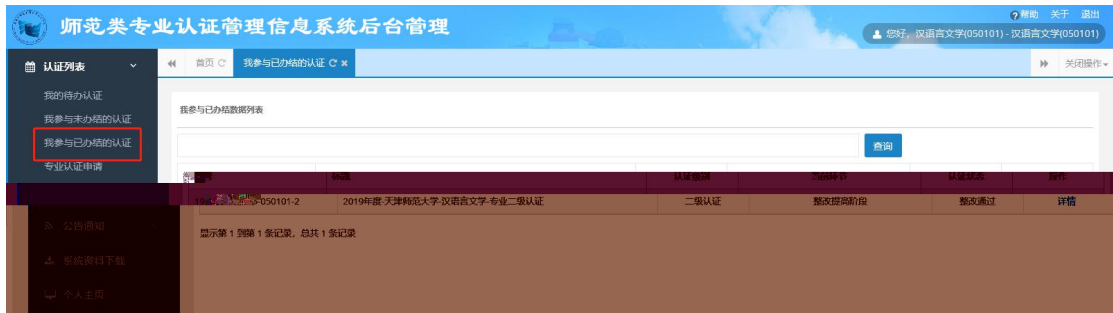 师范类专业认证管理信息系统后台管理
帮助 关于 退出
您好，汉语言文学(050101) - 汉语言文学(050101)
认证列表
首页
我参与已办结的认证
关闭操作
我的待办认证
我参与未办结的认证
我参与已办结的认证
专业认证申请
我参与已办结数据列表
查询
标题 认证级别 当前环节 认证状态 操作
-050101-2 2019年度-天津师范大学-汉语言文学-专业二级认证 二级认证 整改提高阶段 整改通过 详情
显示第 1 到第 1 条记录，总共 1 条记录
公告通知
系统资料下载
个人主页